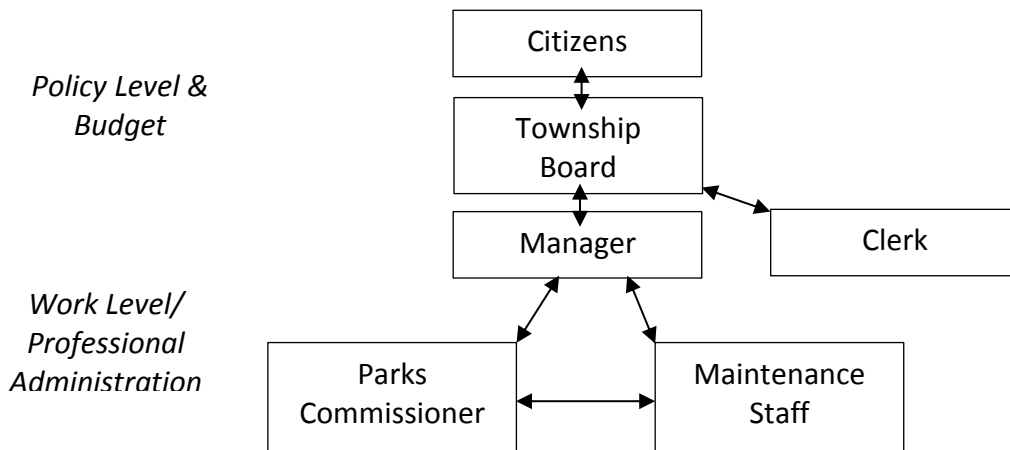 Citizens
Policy Level &
Budget
Township
Board
Manager
Clerk
Work Level/
Professional
Administration
Parks
Commissioner
Maintenance
Staff